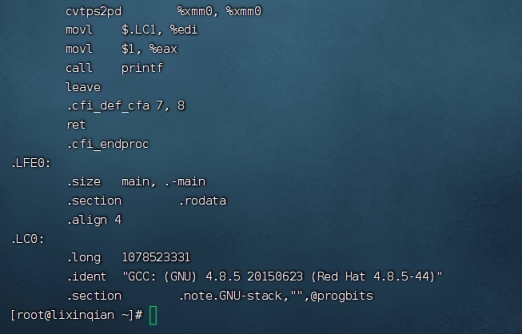 cvtps2pd %xmm0, %xmm0
movl $.LC1, %edi
movl $1, %eax
call printf
leave
.cfi_def_cfa 7, 8
ret
.cfi_endproc
.LFE0:
.size main, .-main
.section .rodata
.align 4
.LC0:
.long 1078523331
.ident "GCC: (GNU) 4.8.5 20150623 (Red Hat 4.8.5-44)"
.section .note.GNU-stack,"",@progbits
[root@lixinqian ~]#